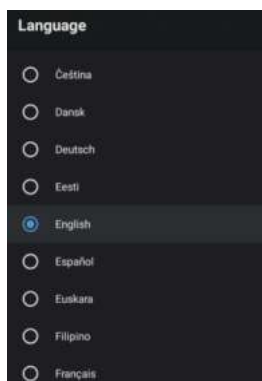 Language
Čeština
Dansk
Deutsch
Eesti
English
Español
Euskara
Filipino
Français